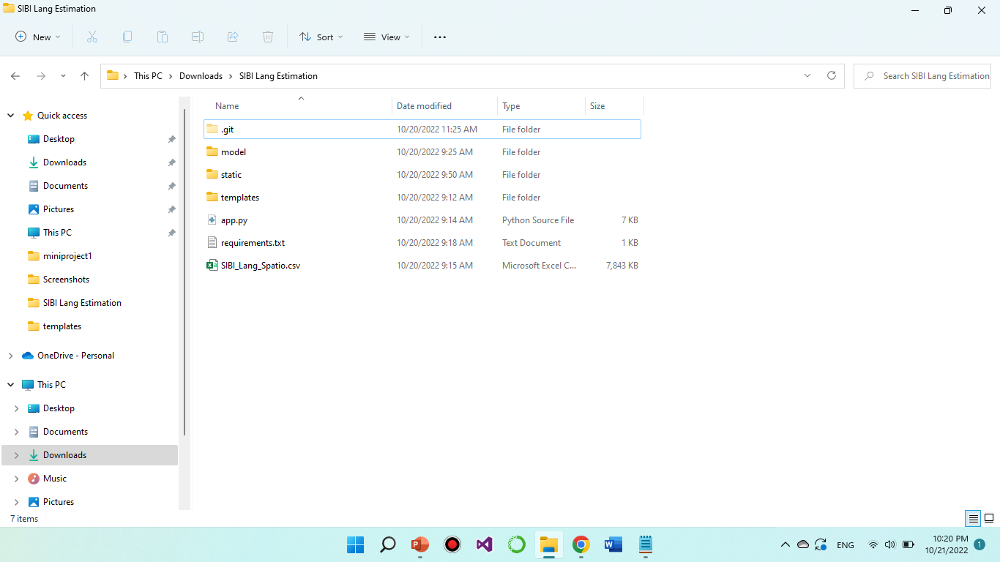 SIBI Lang Estimation
New
Sort
View
This PC
Downloads
SIBI Lang Estimation
Search SIBI Lang Estimation
Quick access
Desktop
Downloads
Documents
Pictures
This PC
miniproject1
Screenshots
SIBI Lang Estimation
templates
OneDrive - Personal
This PC
Desktop
Documents
Downloads
Music
Pictures
Name Date modified Type Size
.git 10/20/2022 11:25 AM File folder
model 10/20/2022 9:25 AM File folder
static 10/20/2022 9:50 AM File folder
templates 10/20/2022 9:12 AM File folder
app.py 10/20/2022 9:14 AM Python Source File 7 KB
requirements.txt 10/20/2022 9:18 AM Text Document 1 KB
SIBI_Lang_Spatio.csv 10/20/2022 9:15 AM Microsoft Excel C... 7,843 KB
7 items
ENG
10:20 PM
10/21/2022
1